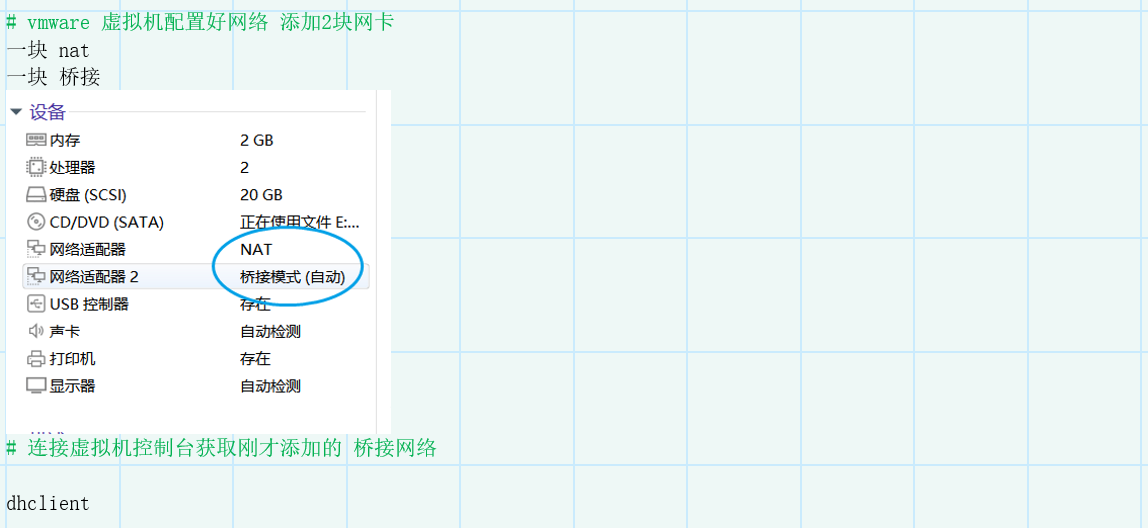 # vmware 虚拟机配置好网络 添加2块网卡
一块 nat
一块 桥接
设备
内存 2 GB
处理器 2
硬盘 (SCSI) 20 GB
CD/DVD (SATA) 正在使用文件 E:...
网络适配器 NAT
网络适配器 2 桥接模式 (自动)
USB 控制器 存在
声卡 自动检测
打印机 存在
显示器 自动检测
# 连接虚拟机控制台获取刚才添加的 桥接网络
dhclient